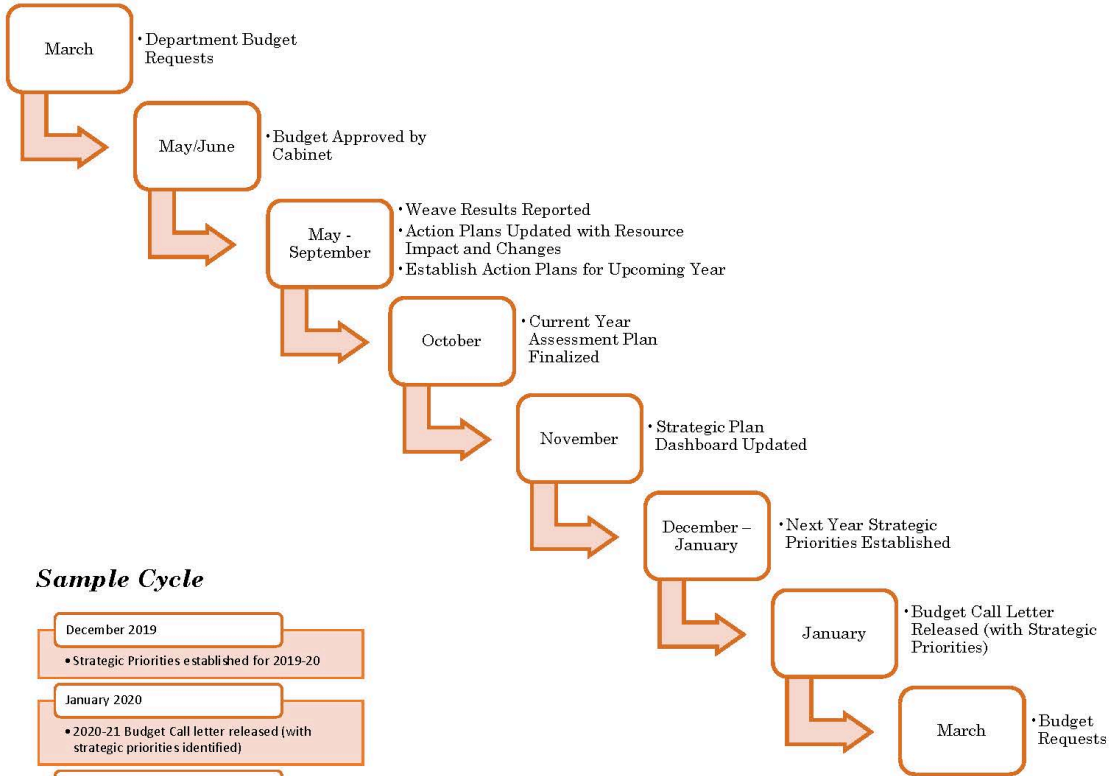 March
• Department Budget
Requests
May/June
• Budget Approved by
Cabinet
May -
September
• Weave Results Reported
• Action Plans Updated with Resource
Impact and Changes
• Establish Action Plans for Upcoming Year
October
• Current Year
Assessment Plan
Finalized
November
• Strategic Plan
Dashboard Updated
December –
January
• Next Year Strategic
Priorities Established
January
• Budget Call Letter
Released (with Strategic
Priorities)
March
• Budget
Requests
Sample Cycle
December 2019
• Strategic Priorities established for 2019-20
January 2020
• 2020-21 Budget Call letter released (with
strategic priorities identified)